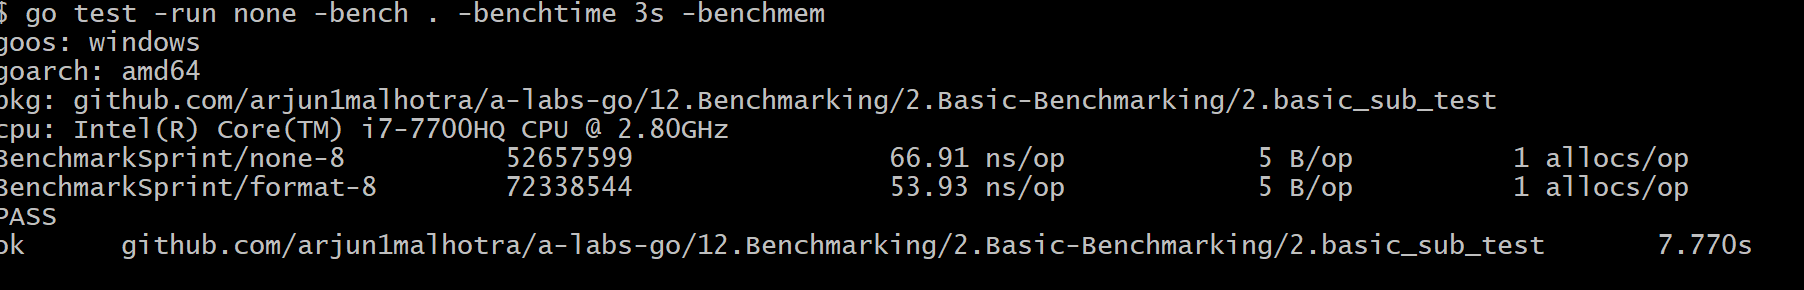 $ go test -run none -bench . -benchtime 3s -benchmem
goos: windows
goarch: amd64
pkg: github.com/arjun1malhotra/a-labs-go/12.Benchmarking/2.Basic-Benchmarking/2.basic_sub_test
cpu: Intel(R) Core(TM) i7-7700HQ CPU @ 2.80GHz
BenchmarkSprint/none-8 52657599 66.91 ns/op 5 B/op 1 allocs/op
BenchmarkSprint/format-8 72338544 53.93 ns/op 5 B/op 1 allocs/op
PASS
ok github.com/arjun1malhotra/a-labs-go/12.Benchmarking/2.Basic-Benchmarking/2.basic_sub_test 7.770s